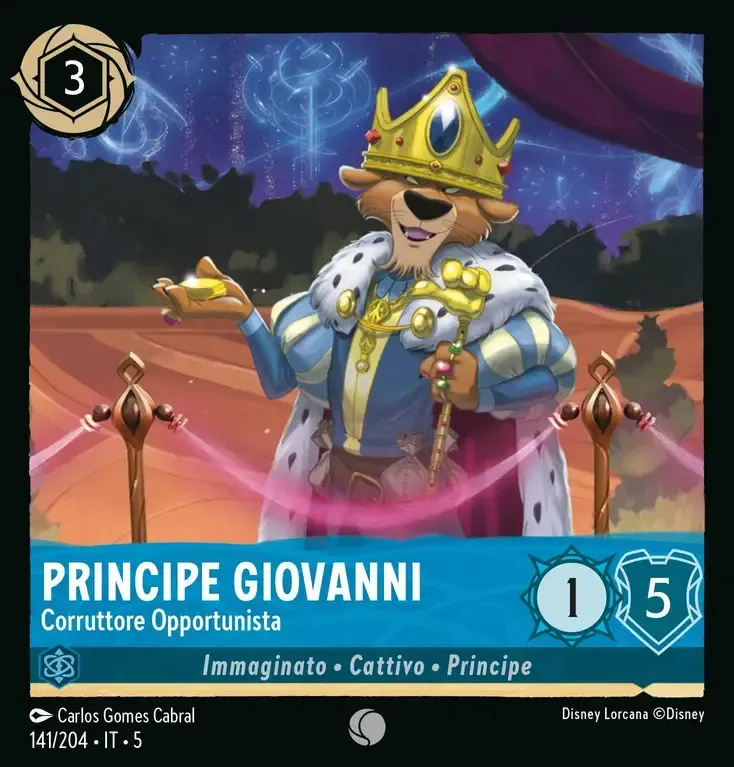 3
PRINCIPE GIOVANNI
Corruttore Opportunista
1
5
Immaginato • Cattivo • Principe
Carlos Gomes Cabral
Disney Lorcana ©Disney
141/204 • IT • 5